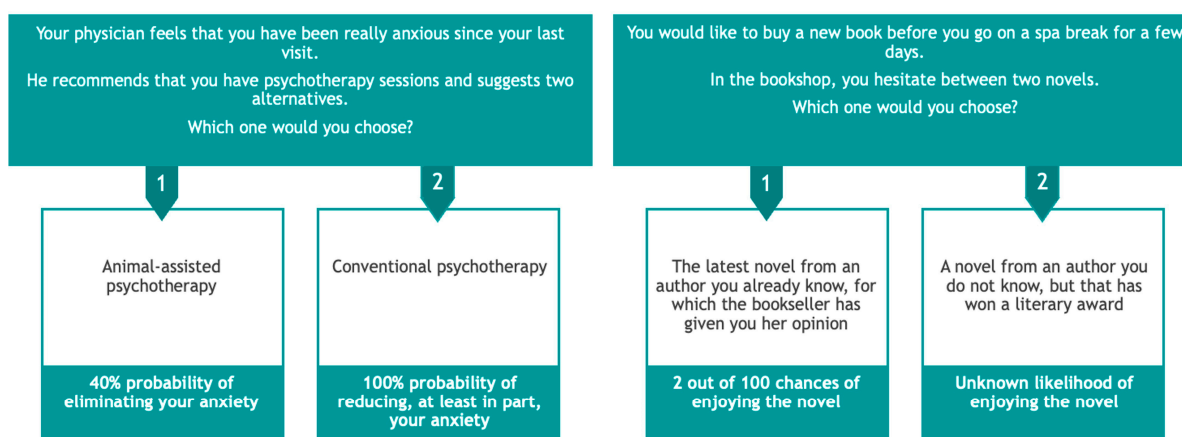 Your physician feels that you have been really anxious since your last
visit.
He recommends that you have psychotherapy sessions and suggests two
alternatives.
Which one would you choose?
1
2
Animal-assisted
psychotherapy
Conventional psychotherapy
40% probability of
eliminating your anxiety
100% probability of
reducing, at least in part,
your anxiety
You would like to buy a new book before you go on a spa break for a few
days.
In the bookshop, you hesitate between two novels.
Which one would you choose?
1
2
The latest novel from an
author you already know, for
which the bookseller has
given you her opinion
A novel from an author you
do not know, but that has
won a literary award
2 out of 100 chances of
enjoying the novel
Unknown likelihood of
enjoying the novel